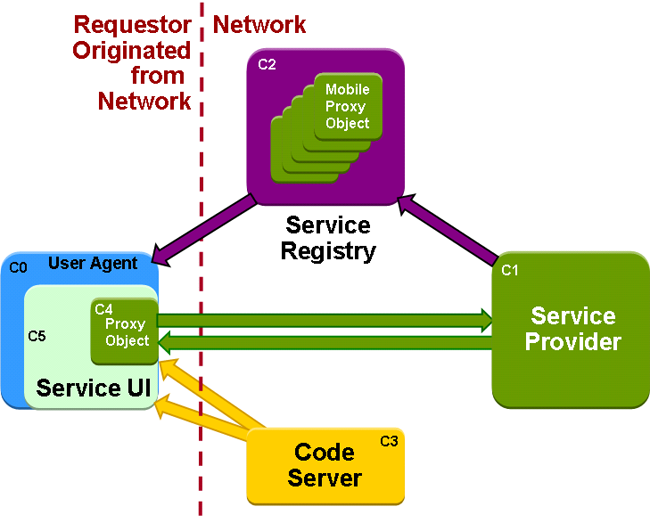 Requestor
Originated
from
Network
Network
C2
Mobile
Proxy
Object
Service
Registry
C0
User Agent
C4
Proxy
Object
C5
Service UI
C1
Service
Provider
C3
Code
Server